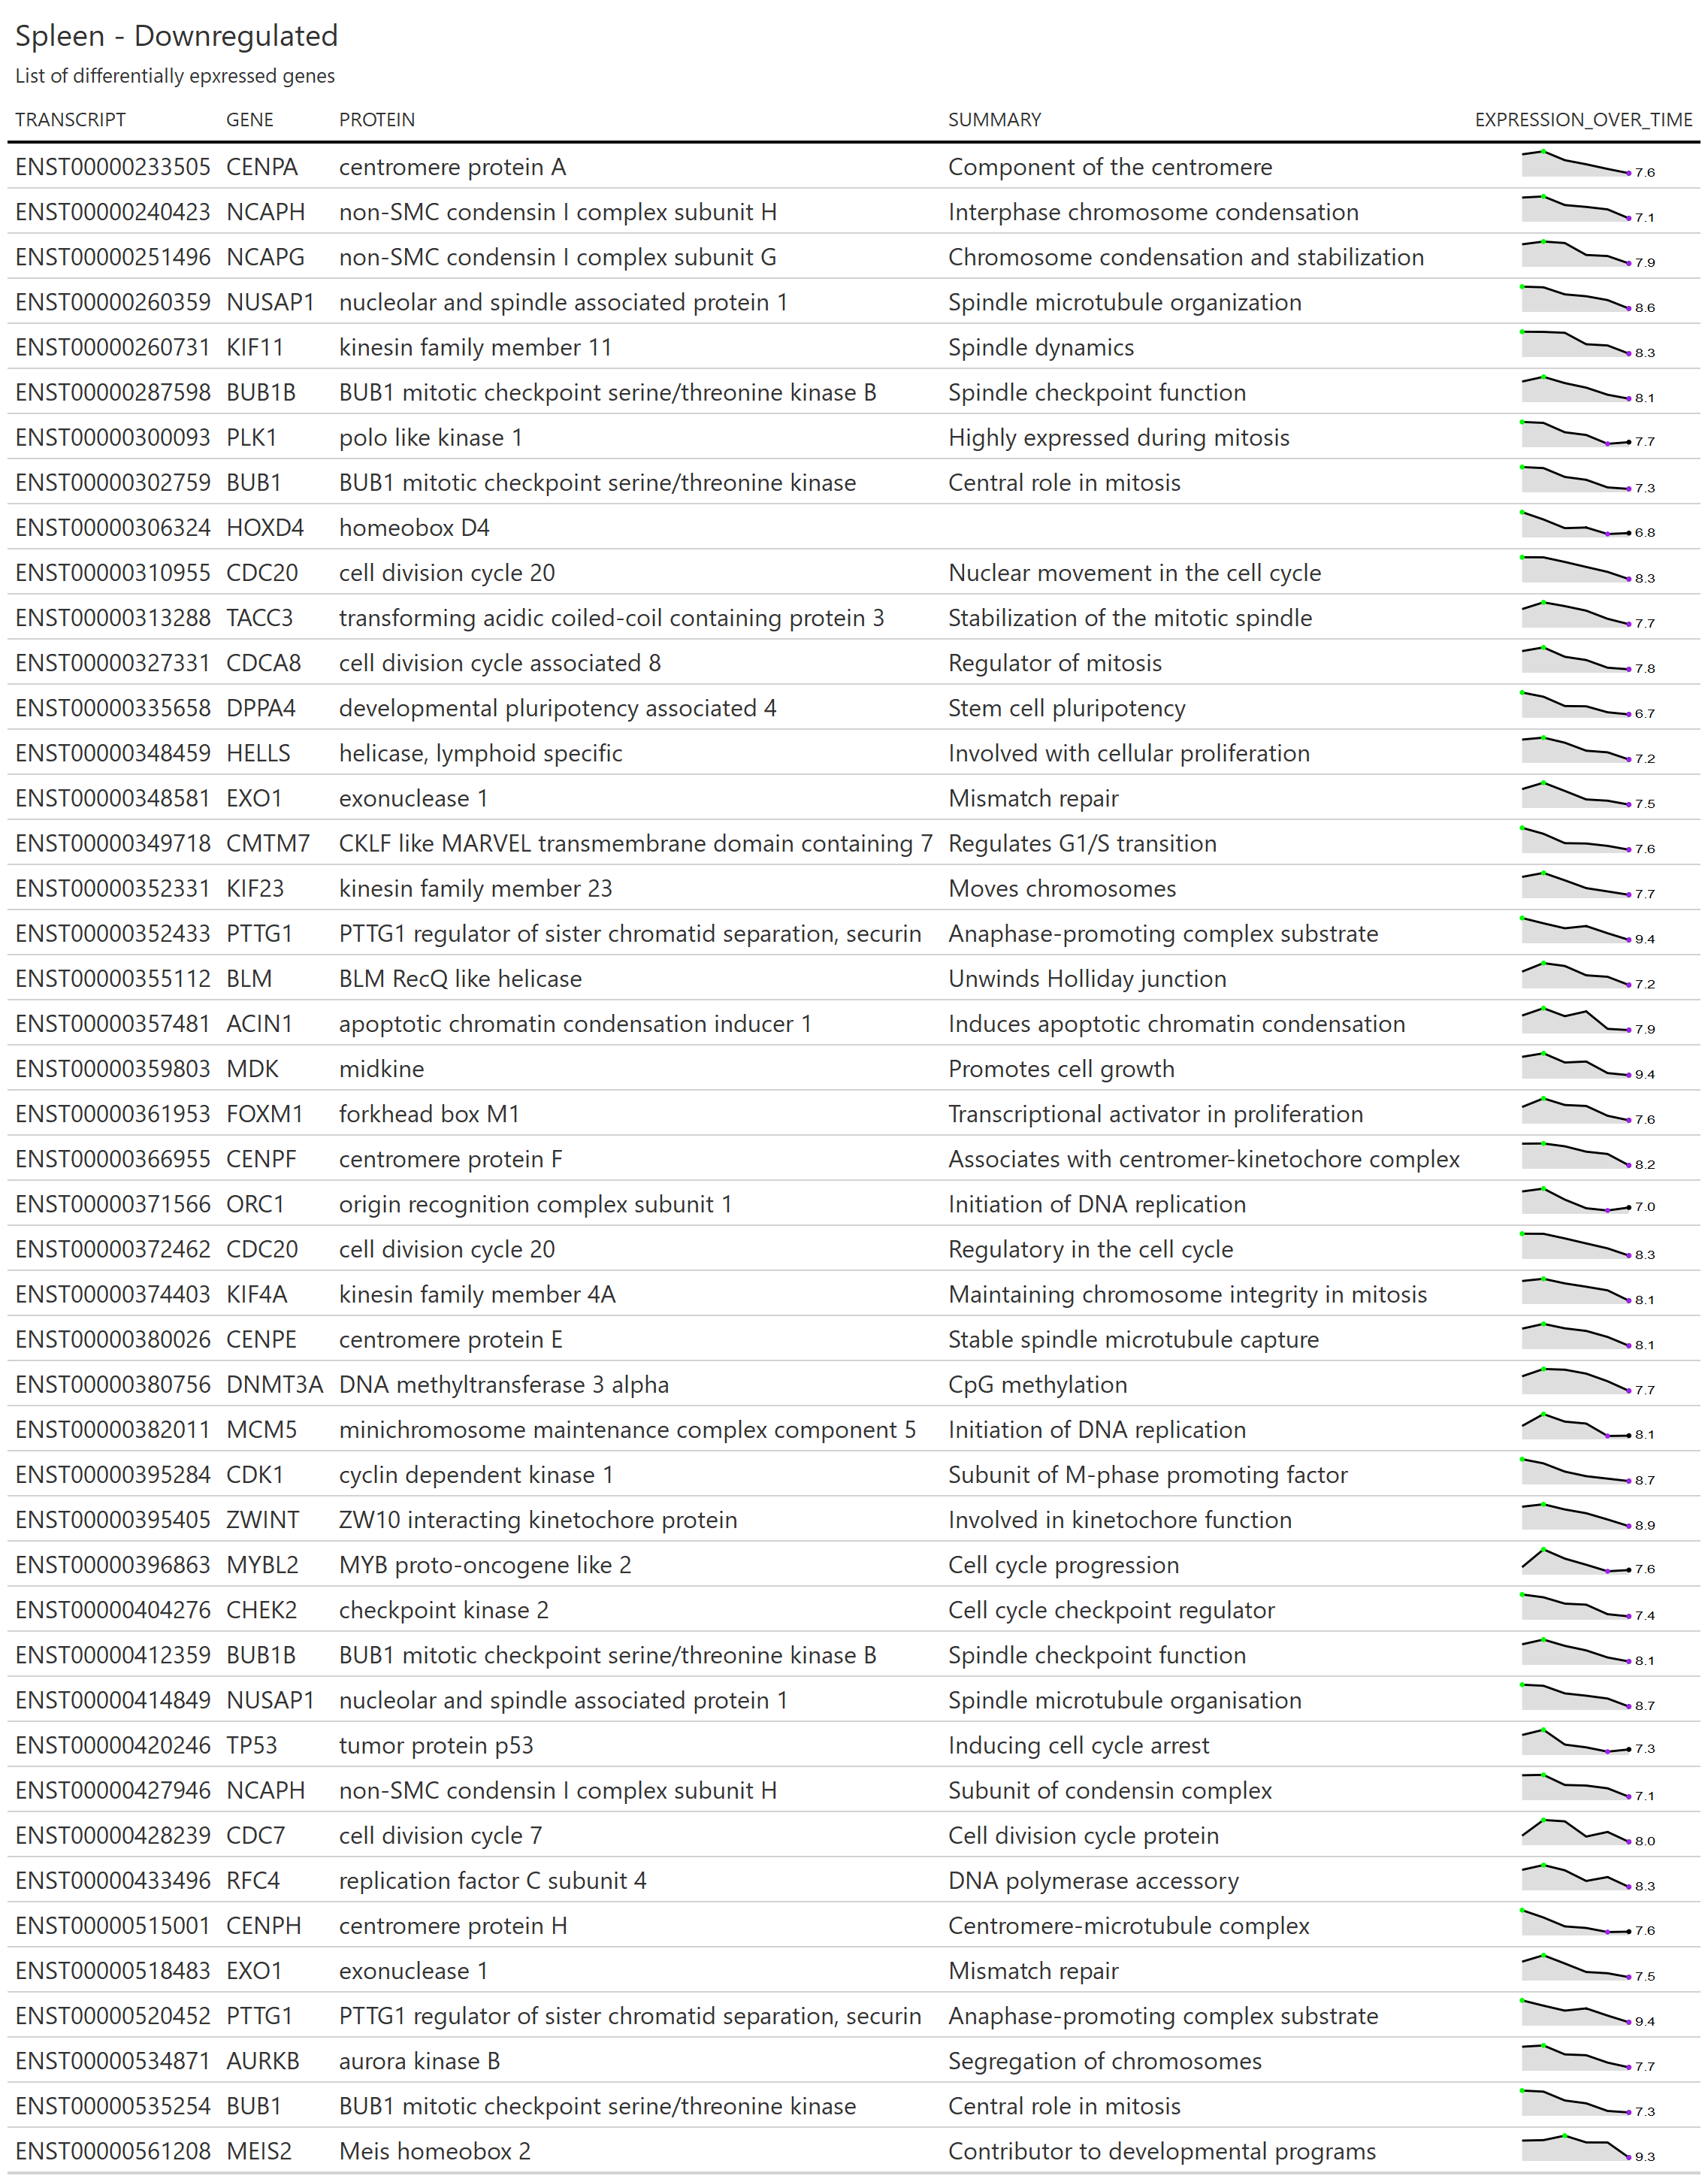 Spleen - Downregulated
List of differentially epxressed genes
TRANSCRIPT GENE PROTEIN SUMMARY EXPRESSION_OVER_TIME
ENST00000233505 CENPA centromere protein A Component of the centromere 7.6
ENST00000240423 NCAPH non-SMC condensin I complex subunit H Interphase chromosome condensation 7.1
ENST00000251496 NCAPG non-SMC condensin I complex subunit G Chromosome condensation and stabilization 7.9
ENST00000260359 NUSAP1 nucleolar and spindle associated protein 1 Spindle microtubule organization 8.6
ENST00000260731 KIF11 kinesin family member 11 Spindle dynamics 8.3
ENST00000287598 BUB1B BUB1 mitotic checkpoint serine/threonine kinase B Spindle checkpoint function 8.1
ENST00000300093 PLK1 polo like kinase 1 Highly expressed during mitosis 7.7
ENST00000302759 BUB1 BUB1 mitotic checkpoint serine/threonine kinase Central role in mitosis 7.3
ENST00000306324 HOXD4 homeobox D4 6.8
ENST00000310955 CDC20 cell division cycle 20 Nuclear movement in the cell cycle 8.3
ENST00000313288 TACC3 transforming acidic coiled-coil containing protein 3 Stabilization of the mitotic spindle 7.7
ENST00000327331 CDCA8 cell division cycle associated 8 Regulator of mitosis 7.8
ENST00000335658 DPPA4 developmental pluripotency associated 4 Stem cell pluripotency 6.7
ENST00000348459 HELLS helicase, lymphoid specific Involved with cellular proliferation 7.2
ENST00000348581 EXO1 exonuclease 1 Mismatch repair 7.5
ENST00000349718 CMTM7 CKLF like MARVEL transmembrane domain containing 7 Regulates G1/S transition 7.6
ENST00000352331 KIF23 kinesin family member 23 Moves chromosomes 7.7
ENST00000352433 PTTG1 PTTG1 regulator of sister chromatid separation, securin Anaphase-promoting complex substrate 9.4
ENST00000355112 BLM BLM RecQ like helicase Unwinds Holliday junction 7.2
ENST00000357481 ACIN1 apoptotic chromatin condensation inducer 1 Induces apoptotic chromatin condensation 7.9
ENST00000359803 MDK midkine Promotes cell growth 9.4
ENST00000361953 FOXM1 forkhead box M1 Transcriptional activator in proliferation 7.6
ENST00000366955 CENPF centromere protein F Associates with centromer-kinetochore complex 8.2
ENST00000371566 ORC1 origin recognition complex subunit 1 Initiation of DNA replication 7.0
ENST00000372462 CDC20 cell division cycle 20 Regulatory in the cell cycle 8.3
ENST00000374403 KIF4A kinesin family member 4A Maintaining chromosome integrity in mitosis 8.1
ENST00000380026 CENPE centromere protein E Stable spindle microtubule capture 8.1
ENST00000380756 DNMT3A DNA methyltransferase 3 alpha CpG methylation 7.7
ENST00000382011 MCM5 minichromosome maintenance complex component 5 Initiation of DNA replication 8.1
ENST00000395284 CDK1 cyclin dependent kinase 1 Subunit of M-phase promoting factor 8.7
ENST00000395405 ZWINT ZW10 interacting kinetochore protein Involved in kinetochore function 8.9
ENST00000396863 MYBL2 MYB proto-oncogene like 2 Cell cycle progression 7.6
ENST00000404276 CHEK2 checkpoint kinase 2 Cell cycle checkpoint regulator 7.4
ENST00000412359 BUB1B BUB1 mitotic checkpoint serine/threonine kinase B Spindle checkpoint function 8.1
ENST00000414849 NUSAP1 nucleolar and spindle associated protein 1 Spindle microtubule organisation 8.7
ENST00000420246 TP53 tumor protein p53 Inducing cell cycle arrest 7.3
ENST00000427946 NCAPH non-SMC condensin I complex subunit H Subunit of condensin complex 7.1
ENST00000428239 CDC7 cell division cycle 7 Cell division cycle protein 8.0
ENST00000433496 RFC4 replication factor C subunit 4 DNA polymerase accessory 8.3
ENST00000515001 CENPH centromere protein H Centromere-microtubule complex 7.6
ENST00000518483 EXO1 exonuclease 1 Mismatch repair 7.5
ENST00000520452 PTTG1 PTTG1 regulator of sister chromatid separation, securin Anaphase-promoting complex substrate 9.4
ENST00000534871 AURKB aurora kinase B Segregation of chromosomes 7.7
ENST00000535254 BUB1 BUB1 mitotic checkpoint serine/threonine kinase Central role in mitosis 7.3
ENST00000561208 MEIS2 Meis homeobox 2 Contributor to developmental programs 9.3